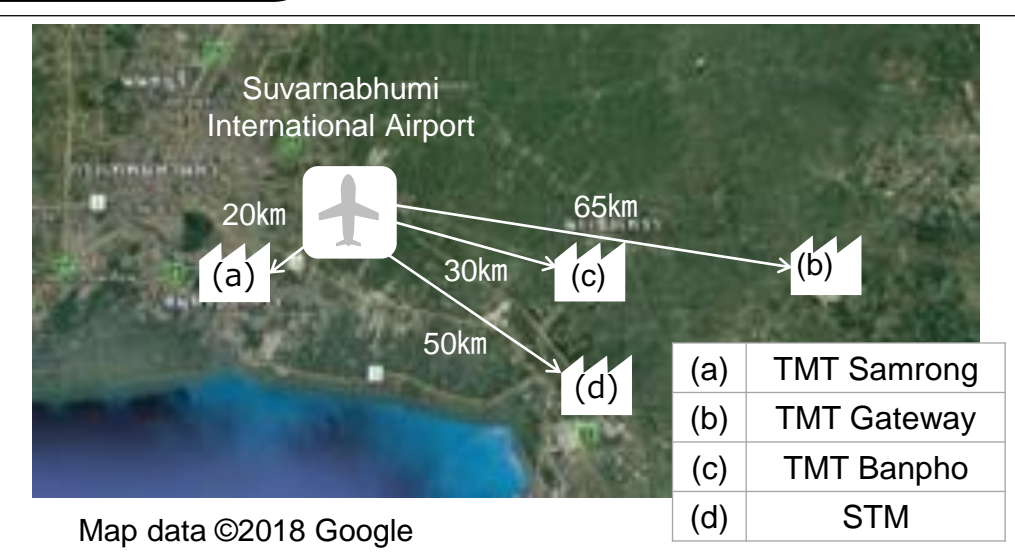 Suvarnabhumi
International Airport
20km
65km
(a)
30km
(c)
(b)
50km
(d)
(a) TMT Samrong
(b) TMT Gateway
(c) TMT Banpho
(d) STM
Map data ©2018 Google